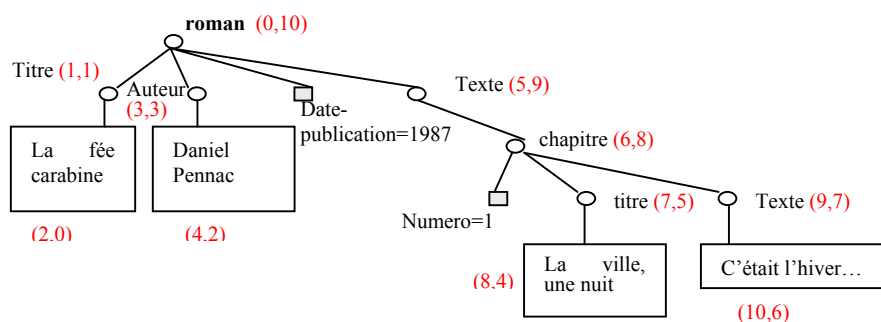 roman (0,10)
Titre (1,1)
Auteur
(3,3)
Date-
publication=1987
Texte (5,9)
La fée
carabine
Daniel
Pennac
chapitre (6,8)
(2,0)
(4,2)
Numero=1
titre (7,5)
Texte (9,7)
(8,4)
La ville,
une nuit
C’était l’hiver…
(10,6)